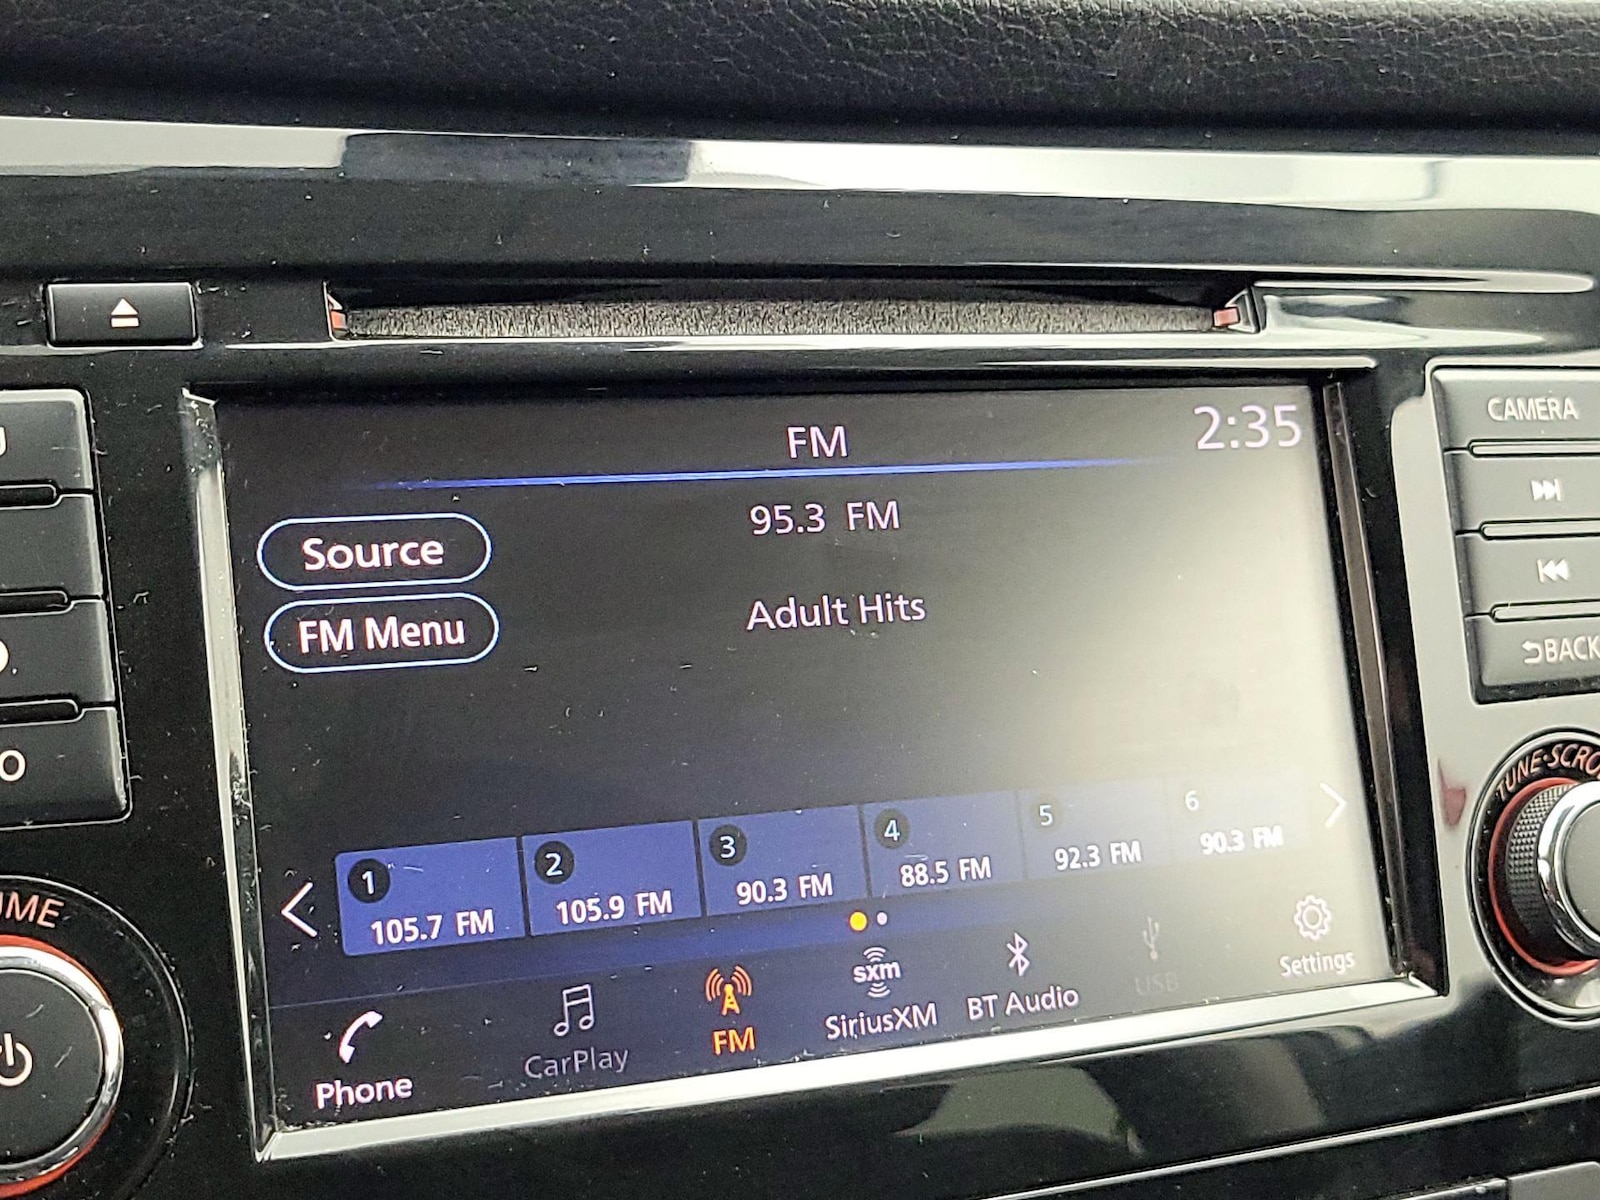 2:35
FM
95.3 FM
Source
Adult Hits
FM Menu
1
105.7 FM
2
105.9 FM
3
90.3 FM
4
88.5 FM
5
92.3 FM
6
90.3 FM
Phone
CarPlay
FM
sxm
SiriusXM
BT Audio
USB
Settings
CAMERA
BACK